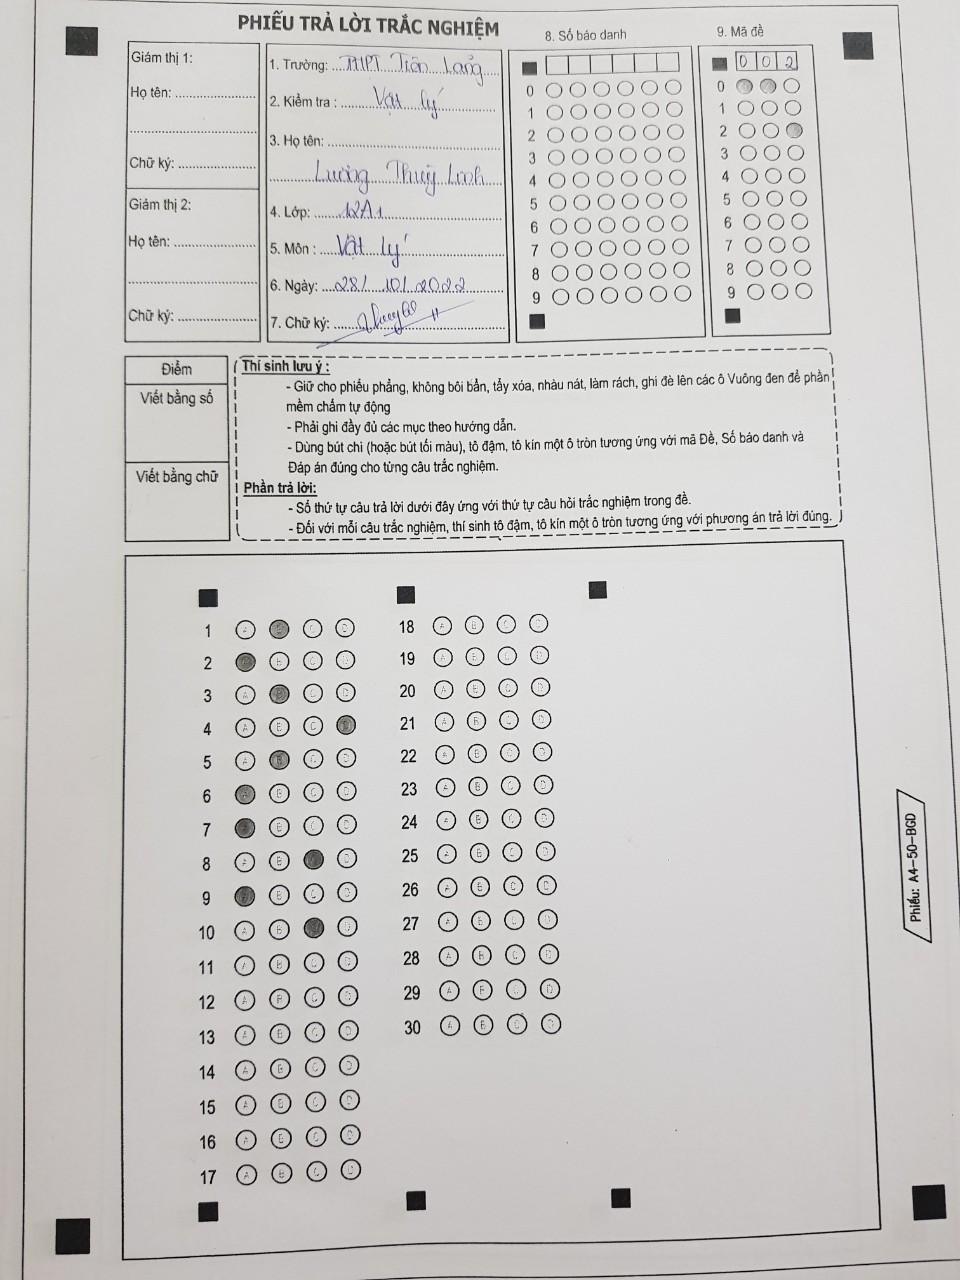 PHIẾU TRẢ LỜI TRẮC NGHIỆM
Giám thị 1:
Họ tên:
Chữ ký:
Giám thị 2:
Họ tên:
Chữ ký:
1. Trường: THPT Tiên Lãng
2. Kiểm tra : Vật lý
3. Họ tên:
Lương Thuỳ Linh
4. Lớp: 12A1
5. Môn : Vật lý
6. Ngày: 28/ 10/ 2022
7. Chữ ký:
8. Số báo danh
0
1
2
3
4
5
6
7
8
9
9. Mã đề
0 0 2
0
1
2
3
4
5
6
7
8
9
Điểm
Viết bằng số
Viết bằng chữ
Thí sinh lưu ý :
- Giữ cho phiếu phẳng, không bôi bẩn, tẩy xóa, nhàu nát, làm rách, ghi đè lên các ô Vuông đen để phần
mềm chấm tự động
- Phải ghi đầy đủ các mục theo hướng dẫn.
- Dùng bút chì (hoặc bút tối màu), tô đậm, tô kín một ô tròn tương ứng với mã Đề, Số báo danh và
Đáp án đúng cho từng câu trắc nghiệm.
Phần trả lời:
- Số thứ tự câu trả lời dưới đây ứng với thứ tự câu hỏi trắc nghiệm trong đề.
- Đối với mỗi câu trắc nghiệm, thí sinh tô đậm, tô kín một ô tròn tương ứng với phương án trả lời đúng.
1 A B C D
2 A B C D
3 A B C D
4 A B C D
5 A B C D
6 A B C D
7 A B C D
8 A B C D
9 A B C D
10 A B C D
11 A B C D
12 A B C D
13 A B C D
14 A B C D
15 A B C D
16 A B C D
17 A B C D
18 A B C D
19 A B C D
20 A B C D
21 A B C D
22 A B C D
23 A B C D
24 A B C D
25 A B C D
26 A B C D
27 A B C D
28 A B C D
29 A B C D
30 A B C D
Phiếu: A4-50-BGD